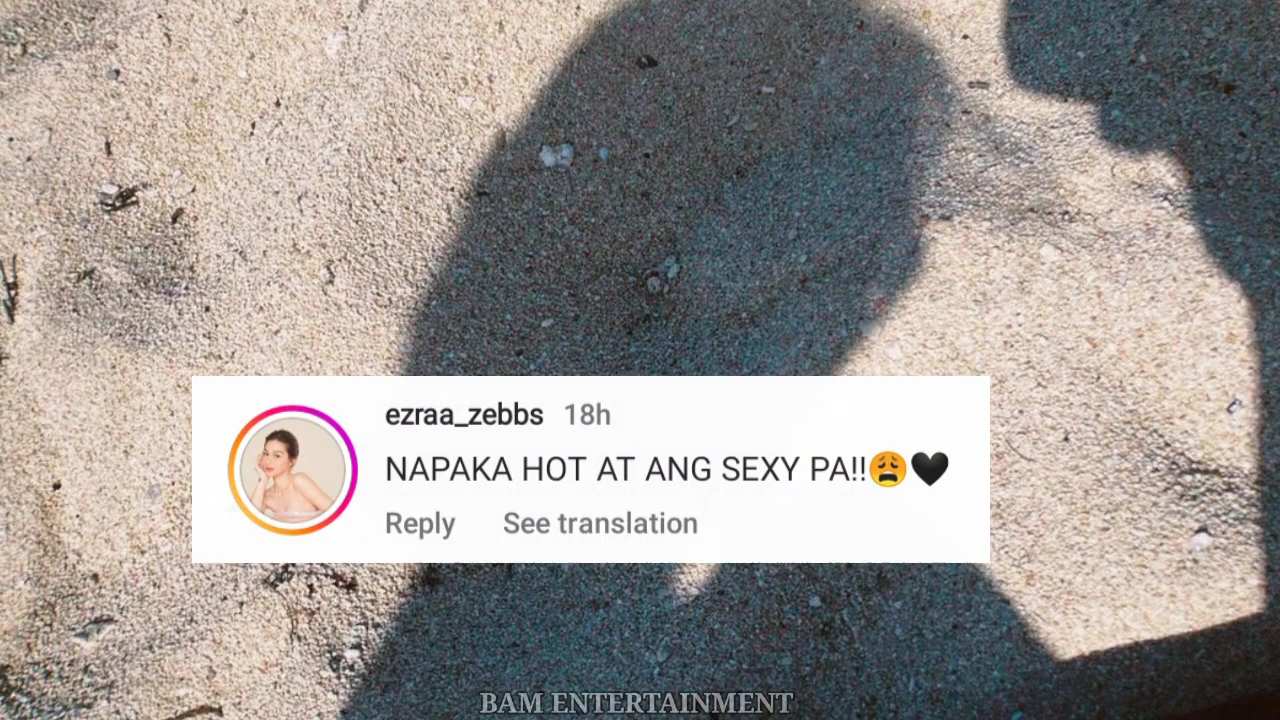 ezraa_zebbs 18h
NAPAKA HOT AT ANG SEXY PA!!😩🖤
Reply See translation
BAM ENTERTAINMENT